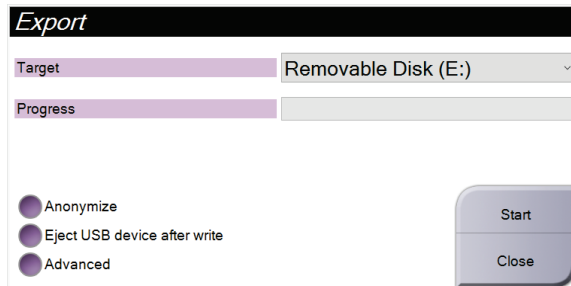 Export
Target
Removable Disk (E:)
Progress
Anonymize
Eject USB device after write
Advanced
Start
Close